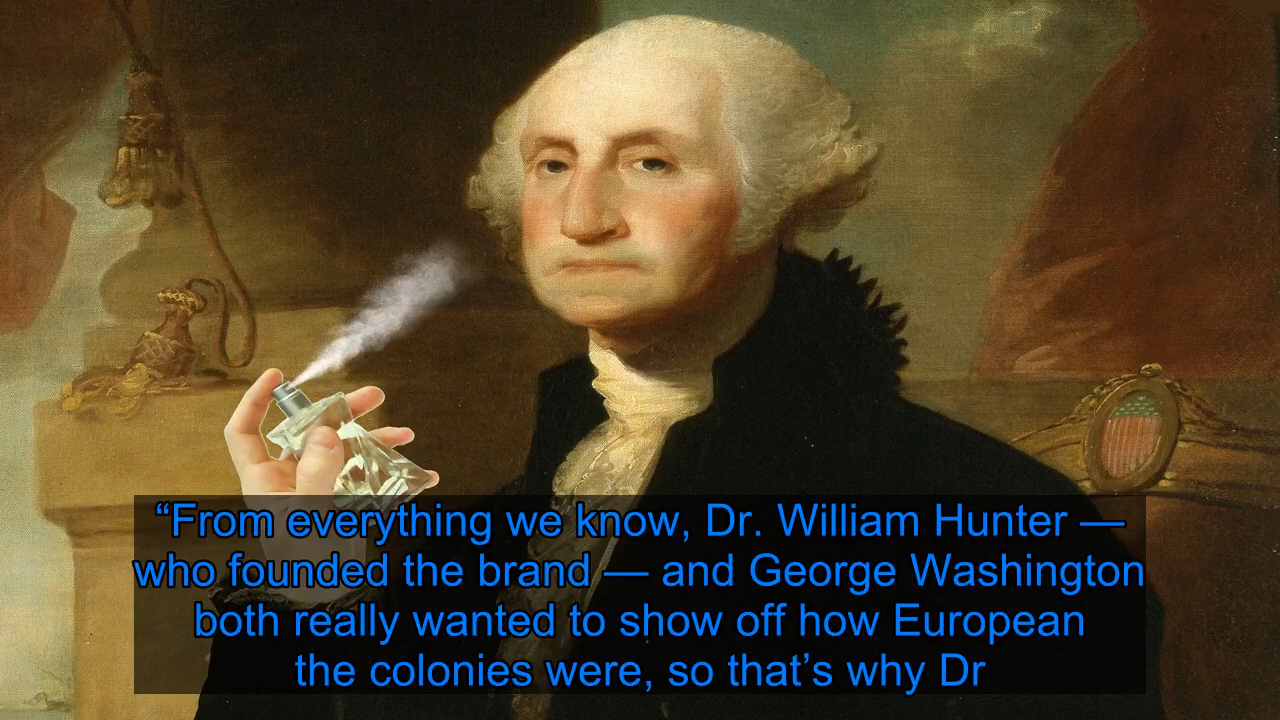 “From everything we know, Dr. William Hunter —
who founded the brand — and George Washington
both really wanted to show off how European
the colonies were, so that’s why Dr